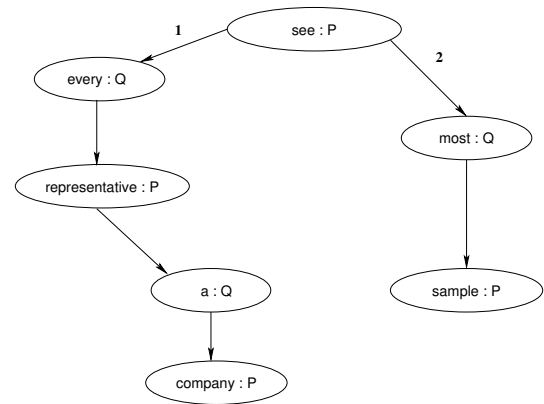 1
see : P
2
every : Q
most : Q
representative : P
a : Q
sample : P
company : P